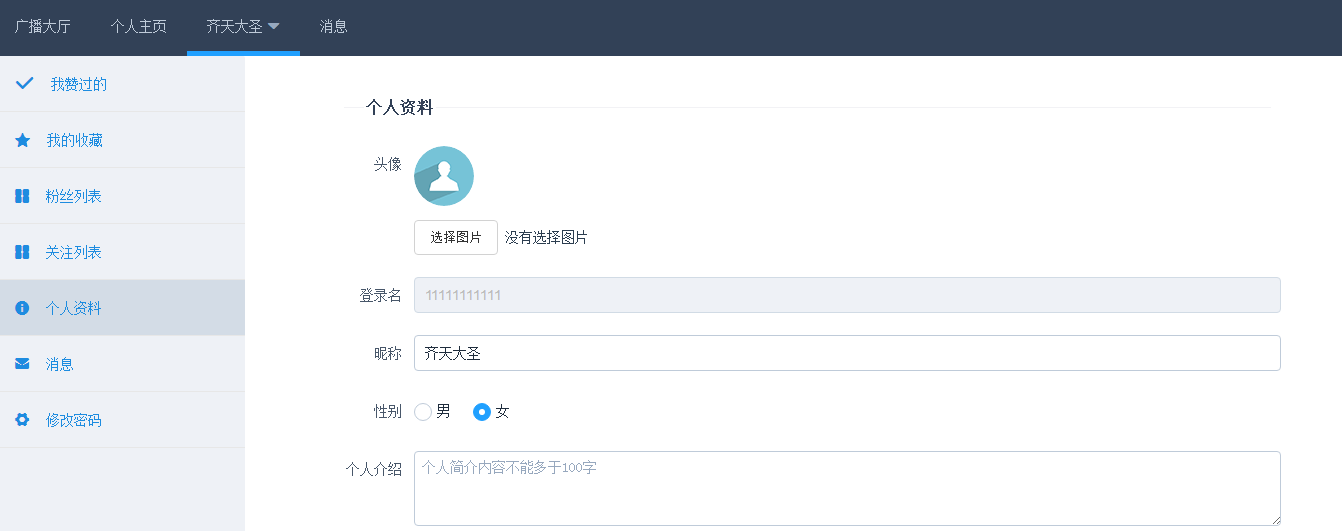 广播大厅 个人主页 齐天大圣 消息
我赞过的
我的收藏
粉丝列表
关注列表
个人资料
消息
修改密码
个人资料
头像
选择图片 没有选择图片
登录名 11111111111
昵称 齐天大圣
性别 男 女
个人介绍 个人简介内容不能多于100字